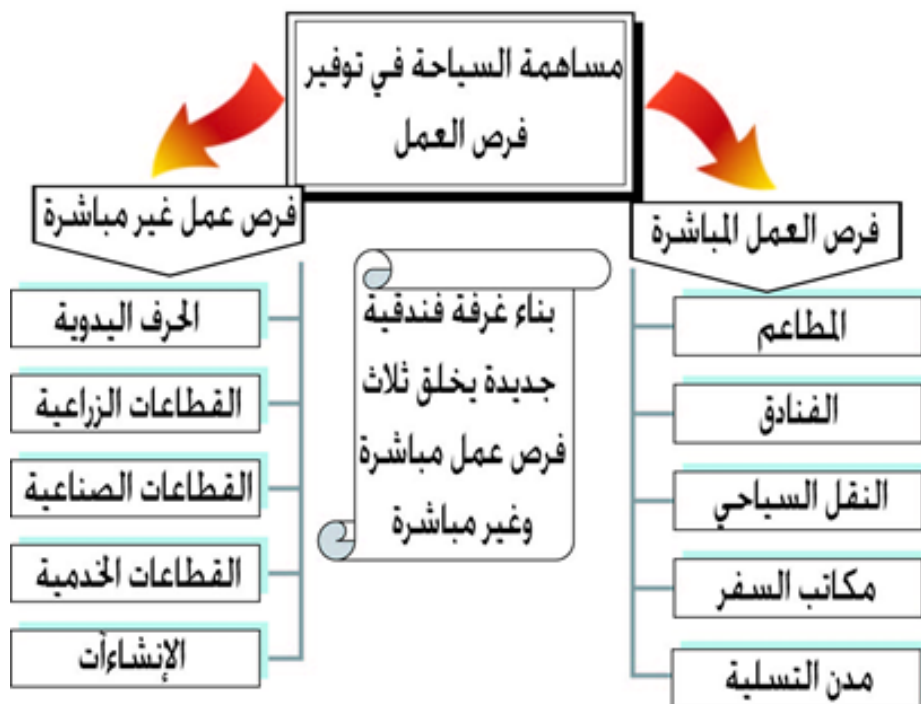 مساهمة السياحة في توفير
فرص العمل
فرص العمل المباشرة
المطاعم
الفنادق
النقل السياحي
مكاتب السفر
مدن التسلية
بناء غرفة فندقية
جديدة يخلق ثلاث
فرص عمل مباشرة
وغير مباشرة
فرص عمل غير مباشرة
الحرف اليدوية
القطاعات الزراعية
القطاعات الصناعية
القطاعات الخدمية
الإنشاءآت